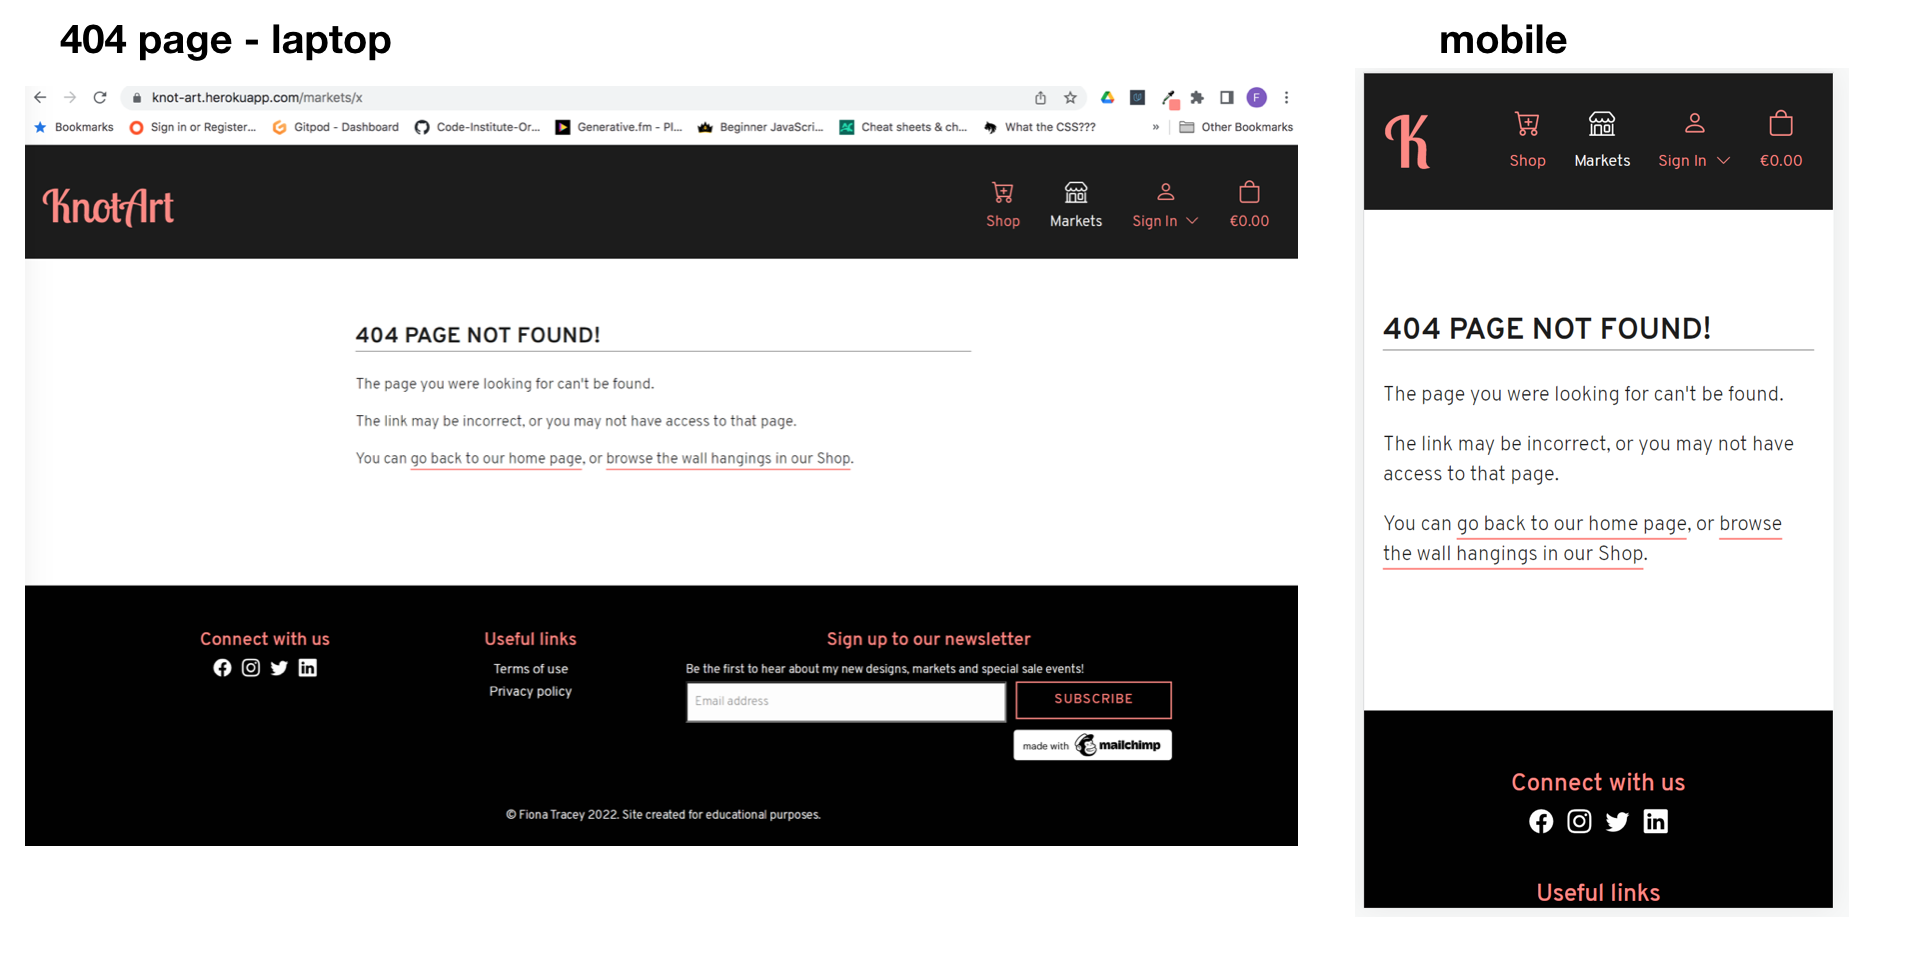 404 page - laptop
knot-art.herokuapp.com/markets/x
F
Bookmarks
Sign in or Register...
Gitpod - Dashboard
Code-Institute-Or...
Generative.fm - Pl...
Beginner JavaScri...
Cheat sheets & ch...
What the CSS???
»
Other Bookmarks
KnotArt
Shop
Markets
Sign In
€0.00
404 PAGE NOT FOUND!
The page you were looking for can't be found.
The link may be incorrect, or you may not have access to that page.
You can go back to our home page, or browse the wall hangings in our Shop.
Connect with us
Useful links
Terms of use
Privacy policy
Sign up to our newsletter
Be the first to hear about my new designs, markets and special sale events!
Email address
SUBSCRIBE
made with mailchimp
© Fiona Tracey 2022. Site created for educational purposes.
mobile
K
Shop
Markets
Sign In
€0.00
404 PAGE NOT FOUND!
The page you were looking for can't be found.
The link may be incorrect, or you may not have
access to that page.
You can go back to our home page, or browse
the wall hangings in our Shop.
Connect with us
Useful links